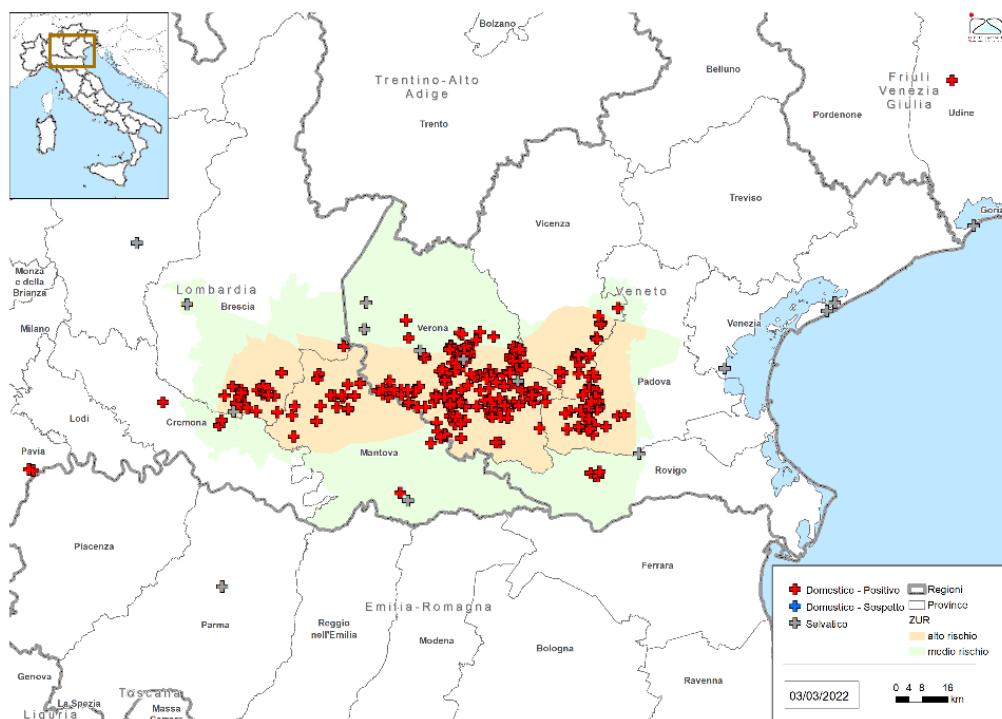 Bolzano
Trentino-Alto
Adige
Trento
Belluno
Friuli
Venezia
Giulia
Udine
Pordenone
Treviso
Vicenza
Monza
e della
Brianza
Lombardia
Brescia
Veneto
Milano
Verona
Venezia
Padova
Lodi
Cremona
Pavia
Mantova
Rovigo
Piacenza
Ferrara
Emilia-Romagna
Parma
Reggio
nell'Emilia
Modena
Bologna
Ravenna
Genova
Toscana
La Spezia
Massa
Liguria
Domestico - Positivo
Domestico - Sospetto
Selvatico
Regioni
Province
ZUR
alto rischio
medio rischio
03/03/2022
0 4 8 16
km